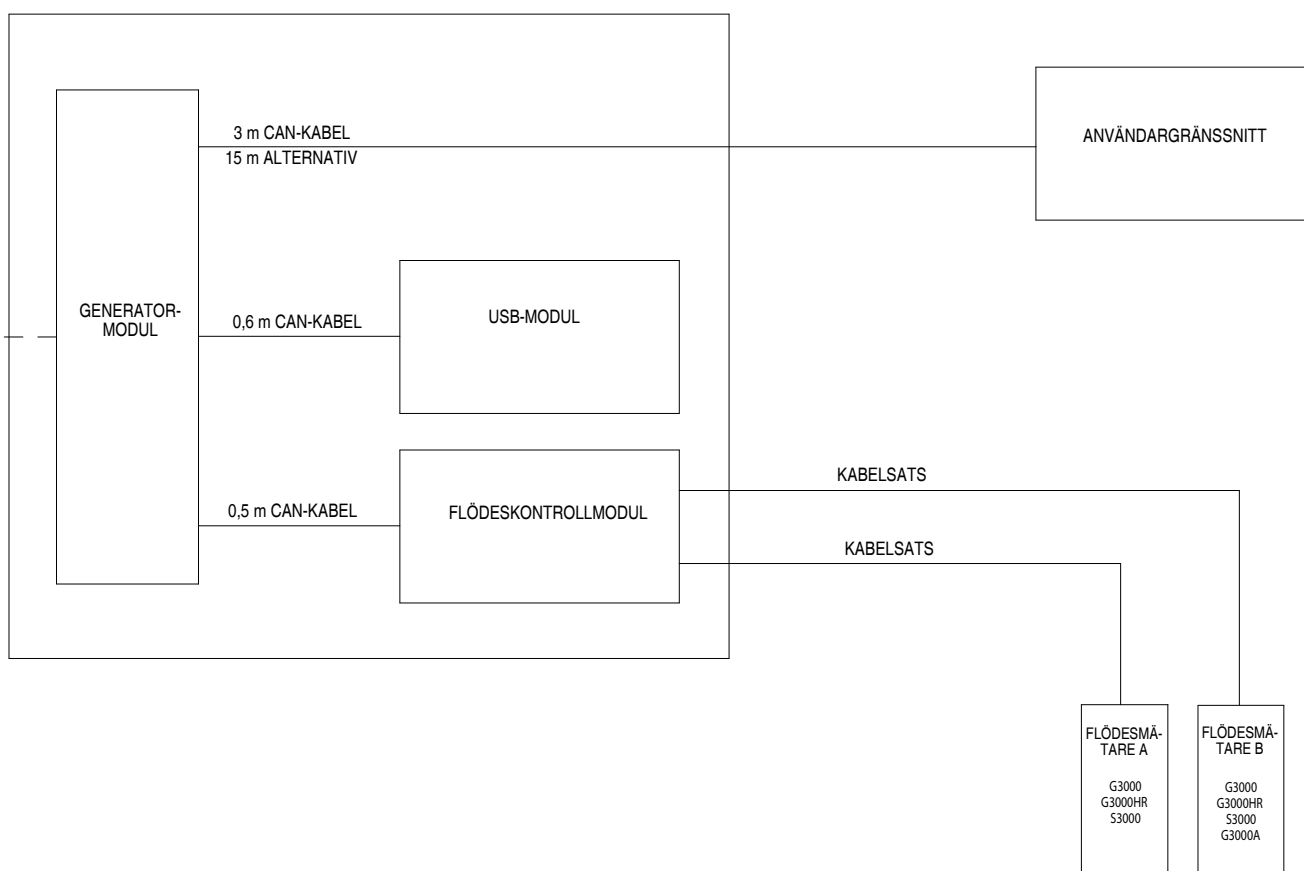 3 m CAN-KABEL
15 m ALTERNATIV
ANVÄNDARGRÄNSSNITT
GENERATOR-
MODUL
0,6 m CAN-KABEL
USB-MODUL
0,5 m CAN-KABEL
FLÖDESKONTROLLMODUL
KABELSATS
KABELSATS
FLÖDESMÄ-
TARE A
G3000
G3000HR
S3000
FLÖDESMÄ-
TARE B
G3000
G3000HR
S3000
G3000A